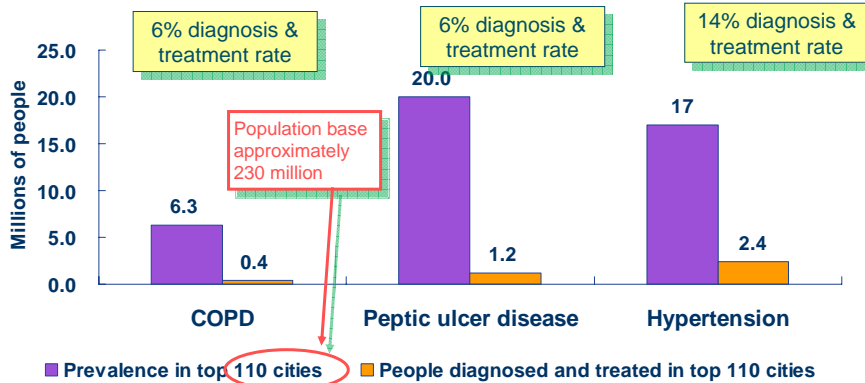 6% diagnosis &
treatment rate
6% diagnosis &
treatment rate
14% diagnosis &
treatment rate
Millions of people
25.0
20.0
15.0
10.0
5.0
0.0
Population base
approximately
230 million
6.3
0.4
20.0
1.2
17
2.4
COPD
Peptic ulcer disease
Hypertension
Prevalence in top 110 cities
People diagnosed and treated in top 110 cities